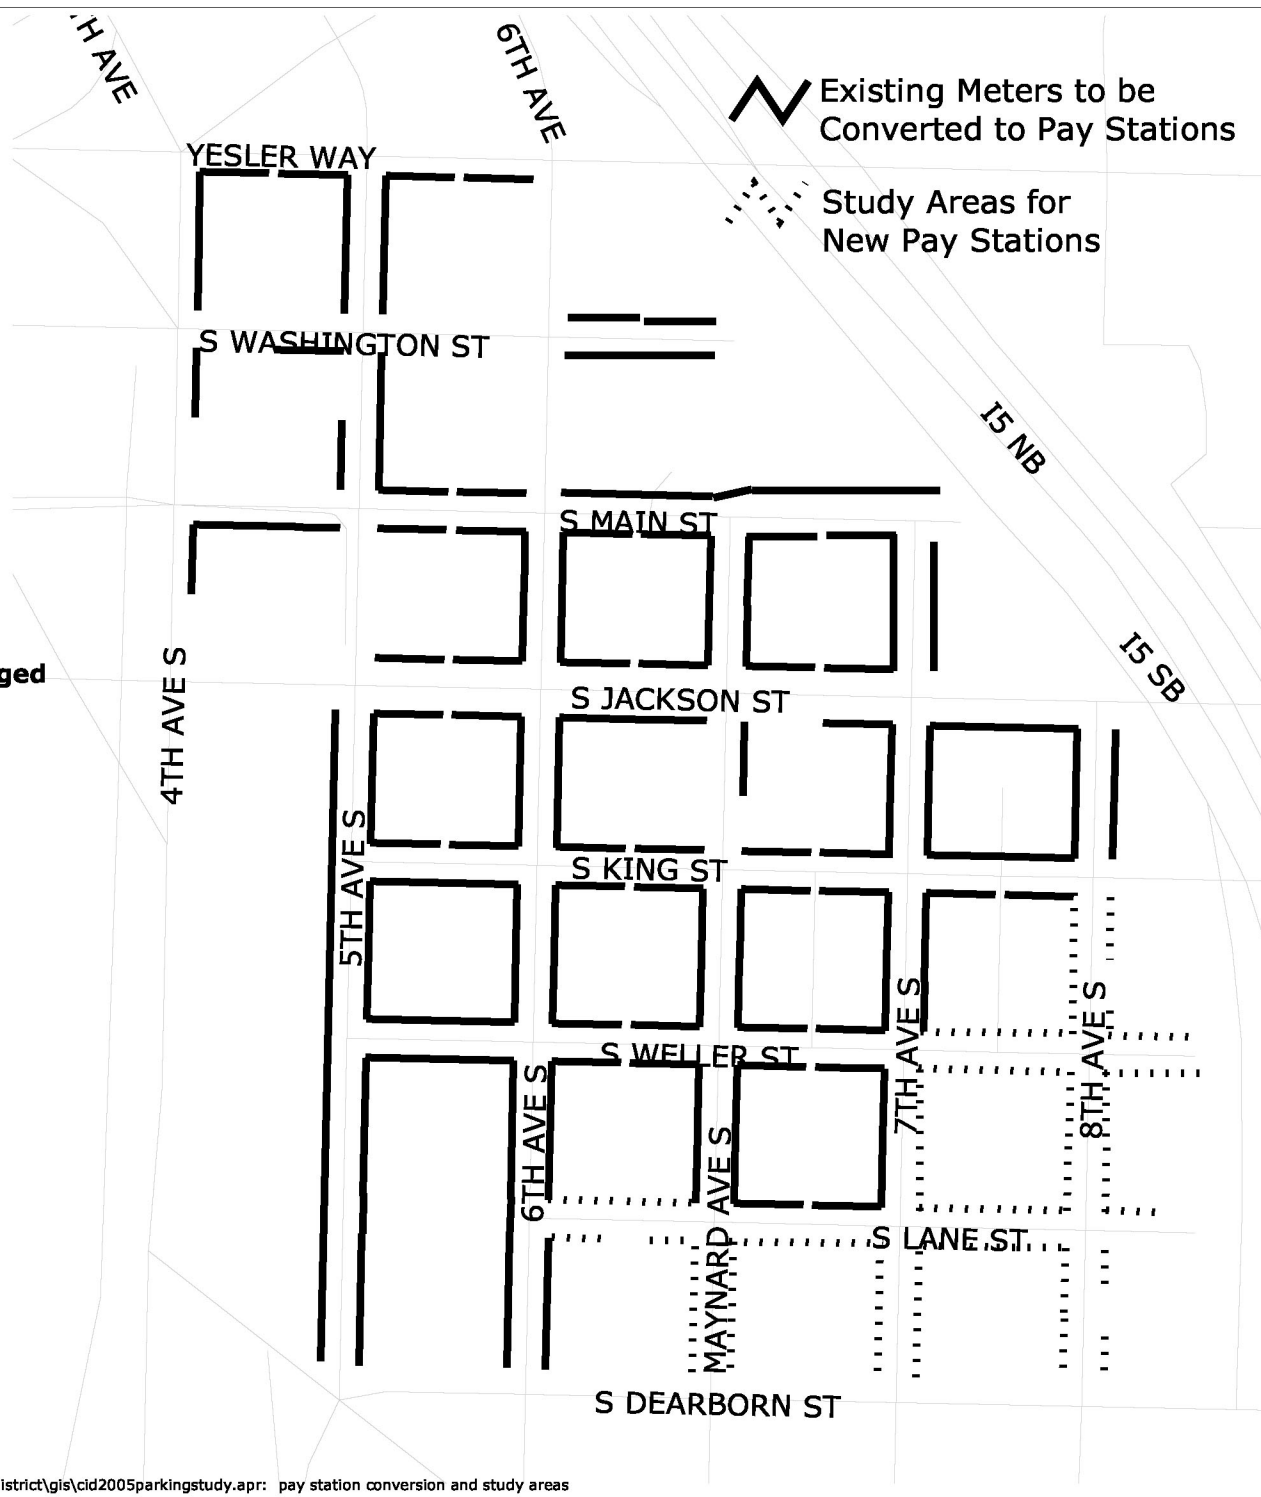 TH AVE
6TH AVE
Existing Meters to be
Converted to Pay Stations
YESLER WAY
Study Areas for
New Pay Stations
S WASHINGTON ST
I5 NB
S MAIN ST
I5 SB
ged
4TH AVE S
S JACKSON ST
5TH AVE S
S KING ST
7TH AVE S
8TH AVE S
S WELLER ST
6TH AVE S
MAYNARD AVE S
S LANE ST
S DEARBORN ST
istrict\gis\cid2005parkingstudy.apr: pay station conversion and study areas